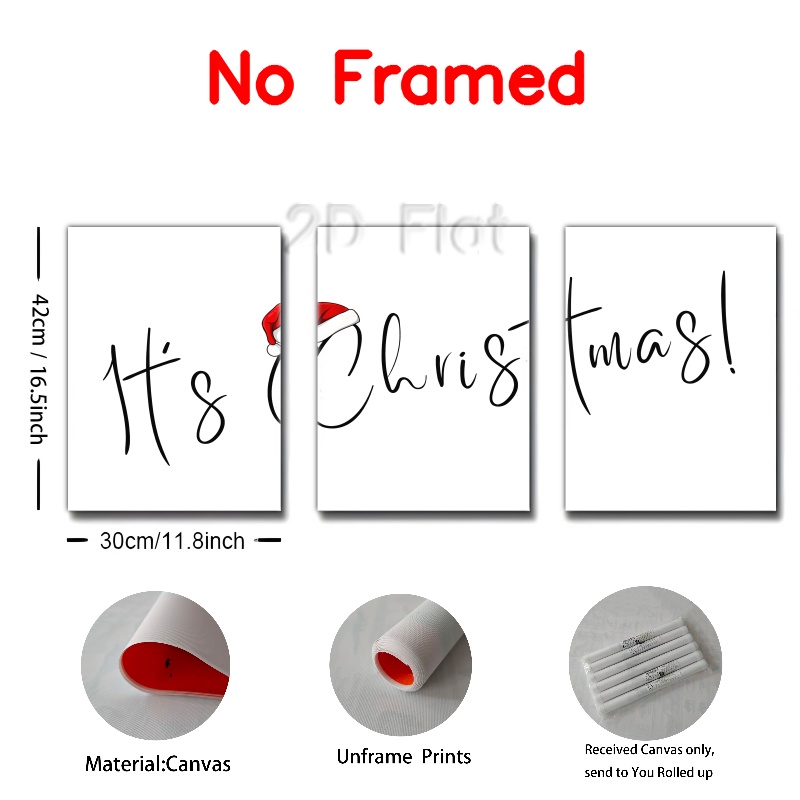 No Framed
2D Flat
42cm / 16.5inch
It's Christmas!
30cm/11.8inch
Material:Canvas
Unframe Prints
Received Canvas only,
send to You Rolled up